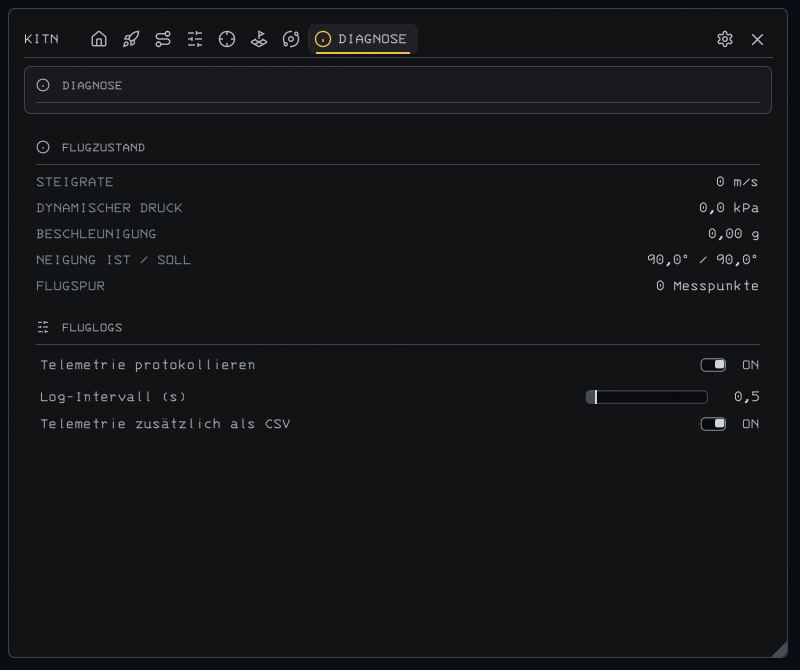 KITN DIAGNOSE
DIAGNOSE
FLUGZUSTAND
STEIGRATE 0 m/s
DYNAMISCHER DRUCK 0,0 kPa
BESCHLEUNIGUNG 0,00 g
NEIGUNG IST / SOLL 90,0° / 90,0°
FLUGSPUR 0 Messpunkte
FLUGLOGS
Telemetrie protokollieren ON
Log-Intervall (s) 0,5
Telemetrie zusätzlich als CSV ON